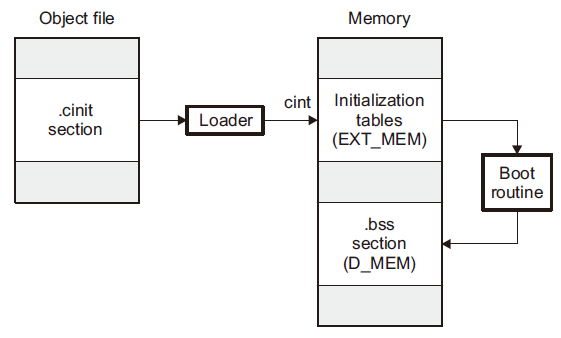 Object file
Memory
.cinit
section
Loader
cint
Initialization
tables
(EXT_MEM)
Boot
routine
.bss
section
(D_MEM)